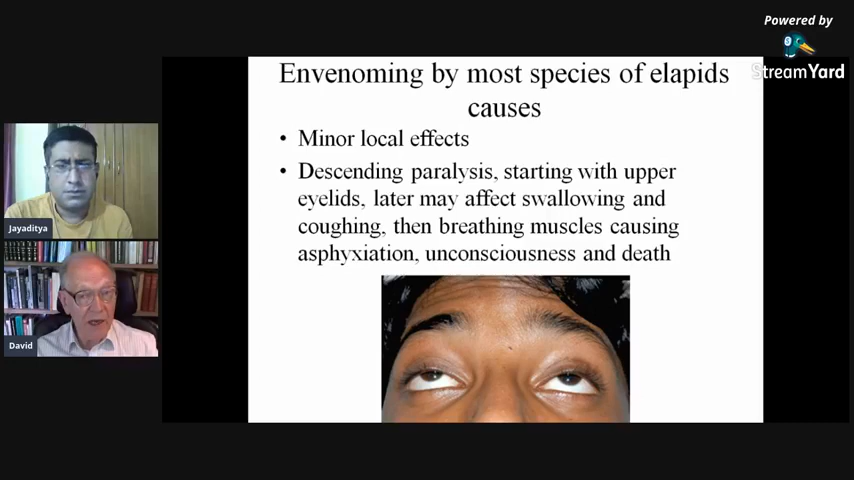 Powered by
StreamYard
Envenoming by most species of elapids
causes
• Minor local effects
• Descending paralysis, starting with upper
eyelids, later may affect swallowing and
coughing, then breathing muscles causing
asphyxiation, unconsciousness and death
Jayaditya
David